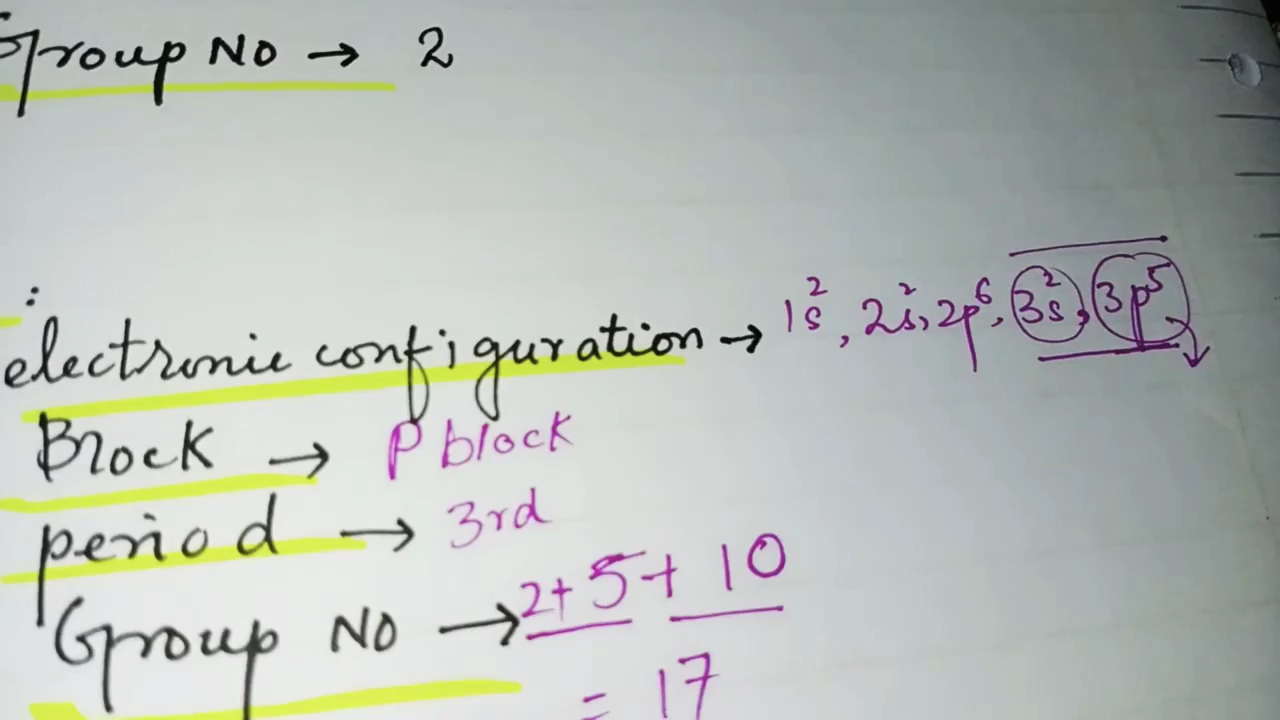 Group No → 2
:
electronic configuration → 1s², 2s², 2p⁶, 3s², 3p⁵
Block → P block
period → 3rd
Group No → 2+5+10
= 17